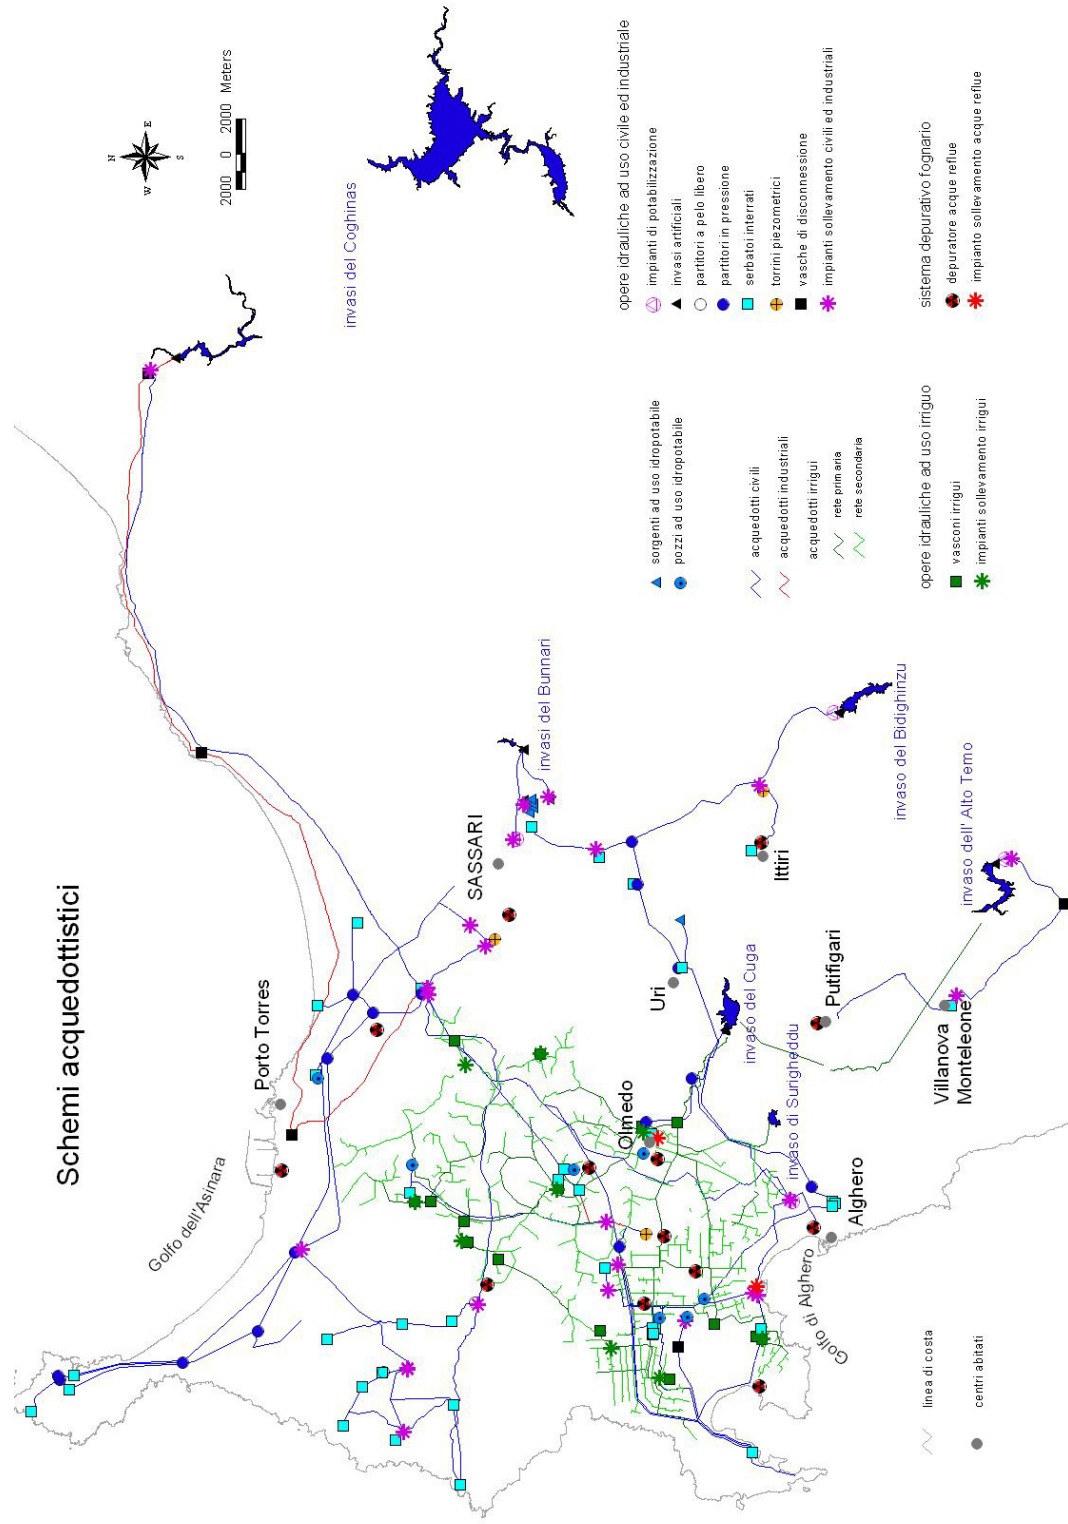 Schemi acquedottistici
N
W
E
S
2000 0 2000 Meters
invasi del Coghinas
Golfo dell'Asinara
Porto Torres
SASSARI
invasi del Bunnari
invaso del Bidighinzu
Ittiri
Uri
invaso dell' Alto Temo
invaso del Cuga
Putifigari
Olmedo
invaso di Surigheddu
Villanova
Monteleone
Alghero
Golfo di Alghero
linea di costa
centri abitati
sorgenti ad uso idropotabile
pozzi ad uso idropotabile
acquedotti civili
acquedotti industriali
acquedotti irrigui
rete primaria
rete secondaria
opere idrauliche ad uso irriguo
vasconi irrigui
impianti sollevamento irrigui
opere idrauliche ad uso civile ed industriale
impianti di potabilizzazione
invasi artificiali
partitori a pelo libero
partitori in pressione
serbatoi interrati
torrini piezometrici
vasche di disconnessione
impianti sollevamento civili ed industriali
sistema depurativo fognario
depuratore acque reflue
impianto sollevamento acque reflue